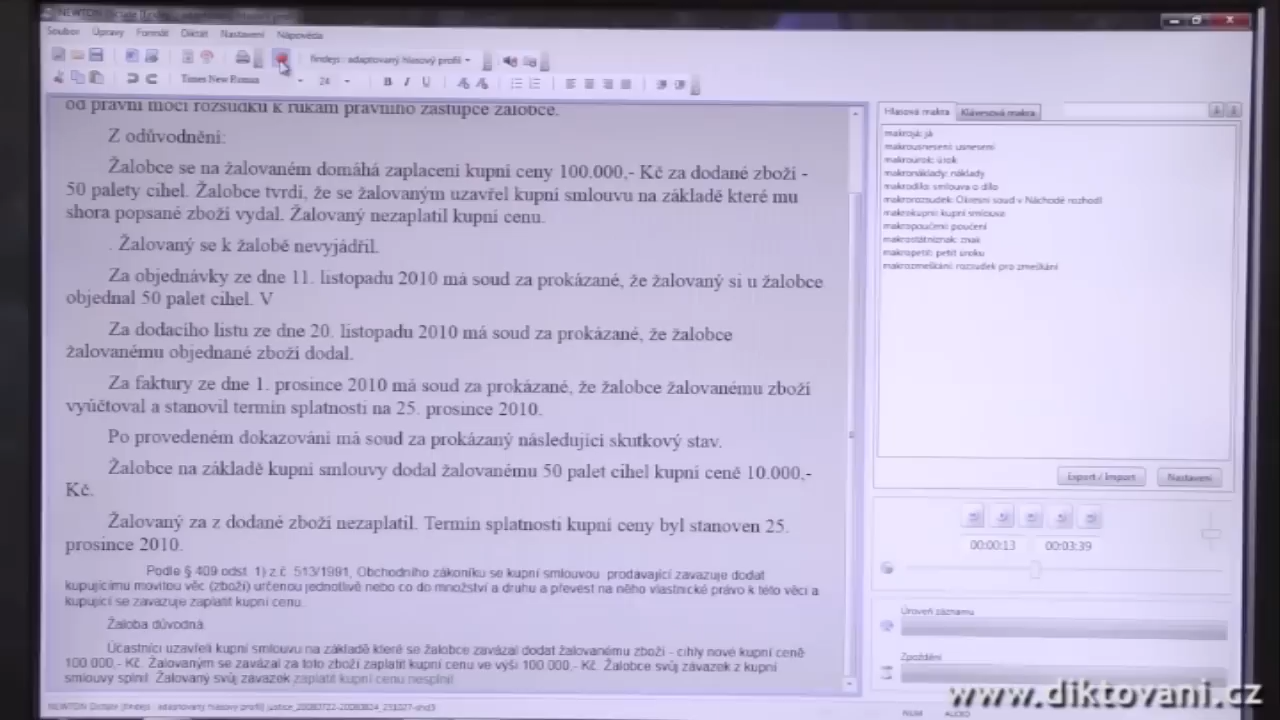 Soubor Úpravy Formát Diktát Nastavení Nápověda
findejs : adaptovaný hlasový profil
Times New Roman 24 B I U
od právní moci rozsudku k rukám právního zástupce žalobce.
Z odůvodnění:
Žalobce se na žalovaném domáhá zaplacení kupní ceny 100.000,- Kč za dodané zboží -
50 palety cihel. Žalobce tvrdí, že se žalovaným uzavřel kupní smlouvu na základě které mu
shora popsané zboží vydal. Žalovaný nezaplatil kupní cenu.
. Žalovaný se k žalobě nevyjádřil.
Za objednávky ze dne 11. listopadu 2010 má soud za prokázané, že žalovaný si u žalobce
objednal 50 palet cihel. V
Za dodacího listu ze dne 20. listopadu 2010 má soud za prokázané, že žalobce
žalovanému objednané zboží dodal.
Za faktury ze dne 1. prosince 2010 má soud za prokázané, že žalobce žalovanému zboží
vyúčtoval a stanovil termín splatnosti na 25. prosince 2010.
Po provedeném dokazování má soud za prokázaný následující skutkový stav.
Žalobce na základě kupní smlouvy dodal žalovanému 50 palet cihel kupní ceně 10.000,-
Kč.
Žalovaný za z dodané zboží nezaplatil. Termín splatnosti kupní ceny byl stanoven 25.
prosince 2010.
Podle § 409 odst. 1) z.č. 513/1991, Obchodního zákoníku se kupní smlouvou prodávající zavazuje dodat
kupujícímu movitou věc (zboží) určenou jednotlivě nebo co do množství a druhu a převést na něho vlastnické právo k této věci a
kupující se zavazuje zaplatit kupní cenu.
Žaloba důvodná.
Účastníci uzavřeli kupní smlouvu na základě které se žalobce zavázal dodat žalovanému zboží - cihly nové kupní ceně
100 000,- Kč. Žalovaným se zavázal za toto zboží zaplatit kupní cenu ve výši 100 000,- Kč. Žalobce svůj závazek z kupní
smlouvy splnil. Žalovaný svůj závazek zaplatit kupní cenu nesplnil
Hlasová makra Klávesová makra
makrojá: já
makrousnesení: usnesení
makroúrok: úrok
makronáklady: náklady
makrodílo: smlouva o dílo
makrorozsudek: Okresní soud v Náchodě rozhodl
makrokupní: kupní smlouva
makropoučení: poučení
makrostátníznak: znak
makropetit: petit úroku
makrozmeškání: rozsudek pro zmeškání
Export / Import Nastavení
00:00:13 00:03:39
Úroveň záznamu
Zpoždění
www.diktovani.cz
NUM AUDIO